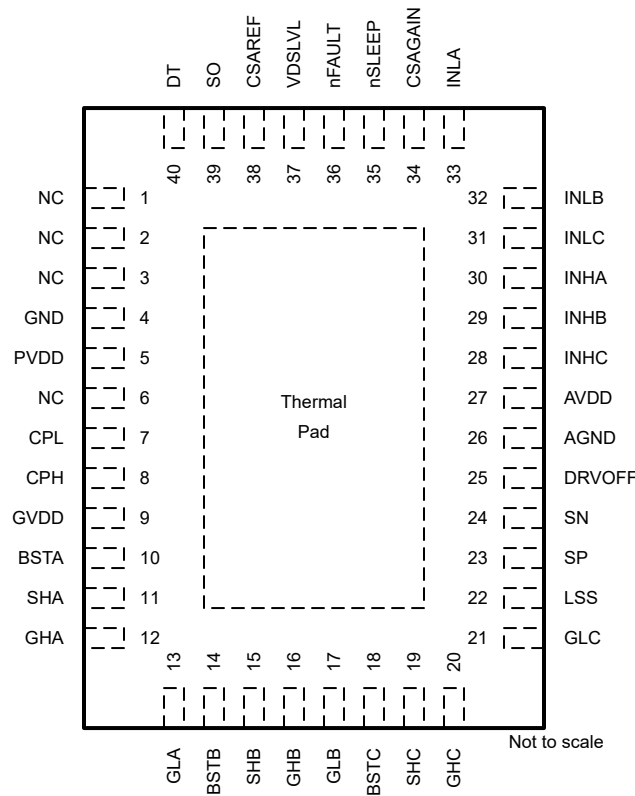 DT
SO
CSAREF
VDSLVL
nFAULT
nSLEEP
CSAGAIN
INLA
40
39
38
37
36
35
34
33
NC 1
NC 2
NC 3
GND 4
PVDD 5
NC 6
CPL 7
CPH 8
GVDD 9
BSTA 10
SHA 11
GHA 12
Thermal
Pad
32 INLB
31 INLC
30 INHA
29 INHB
28 INHC
27 AVDD
26 AGND
25 DRVOFF
24 SN
23 SP
22 LSS
21 GLC
13
14
15
16
17
18
19
20
GLA
BSTB
SHB
GHB
GLB
BSTC
SHC
GHC
Not to scale